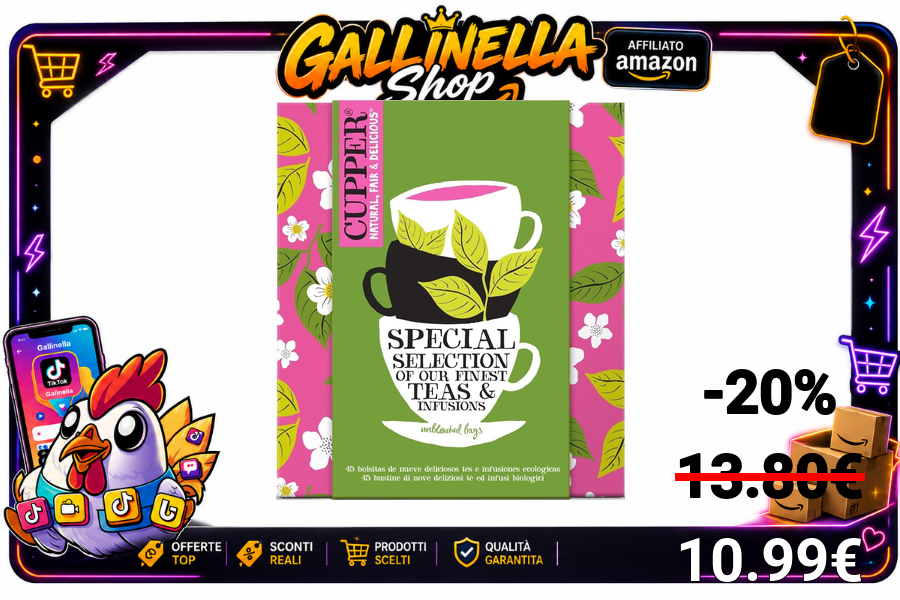 GALLINELLA
Shop
AFFILIATO
amazon
CUPPER®
NATURAL, FAIR & DELICIOUS®
SPECIAL
SELECTION
OF OUR FINEST
TEAS &
INFUSIONS
unbleached bags
45 bolsitas de nueve deliciosos tés e infusiones ecológicas
45 bustine di nove deliziosi tè ed infusi biologici
Gallinella
TikTok
Gallinella
-20%
13.80€
10.99€
OFFERTE
TOP
SCONTI
REALI
PRODOTTI
SCELTI
QUALITÀ
GARANTITA